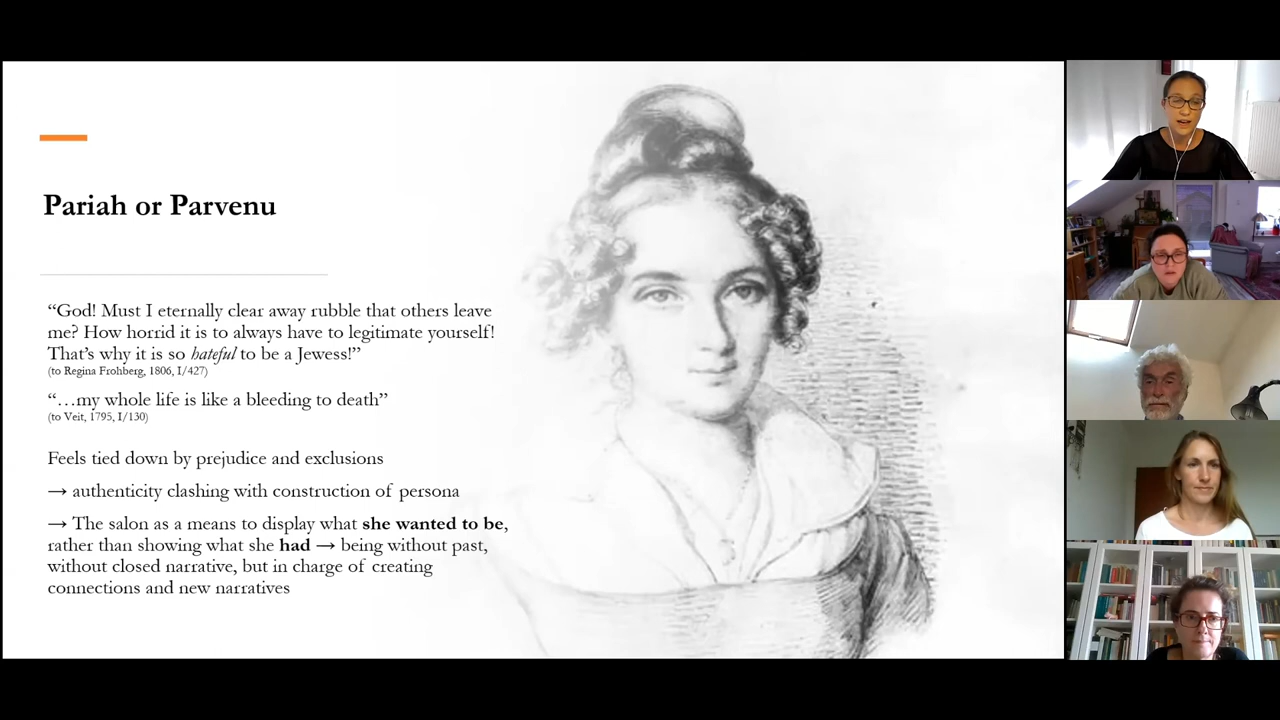 Pariah or Parvenu
“God! Must I eternally clear away rubble that others leave
me? How horrid it is to always have to legitimate yourself!
That’s why it is so hateful to be a Jewess!”
(to Regina Frohberg, 1806, I/427)
“…my whole life is like a bleeding to death”
(to Veit, 1795, I/130)
Feels tied down by prejudice and exclusions
→ authenticity clashing with construction of persona
→ The salon as a means to display what she wanted to be,
rather than showing what she had → being without past,
without closed narrative, but in charge of creating
connections and new narratives